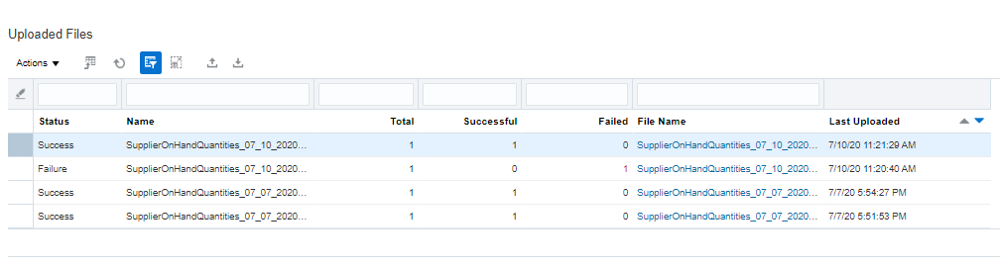 Uploaded Files
Actions
Status Name Total Successful Failed File Name Last Uploaded
Success SupplierOnHandQuantities_07_10_2020... 1 1 0 SupplierOnHandQuantities_07_10_2020... 7/10/20 11:21:29 AM
Failure SupplierOnHandQuantities_07_10_2020... 1 0 1 SupplierOnHandQuantities_07_10_2020... 7/10/20 11:20:40 AM
Success SupplierOnHandQuantities_07_07_2020... 1 1 0 SupplierOnHandQuantities_07_07_2020... 7/7/20 5:54:27 PM
Success SupplierOnHandQuantities_07_07_2020... 1 1 0 SupplierOnHandQuantities_07_07_2020... 7/7/20 5:51:53 PM